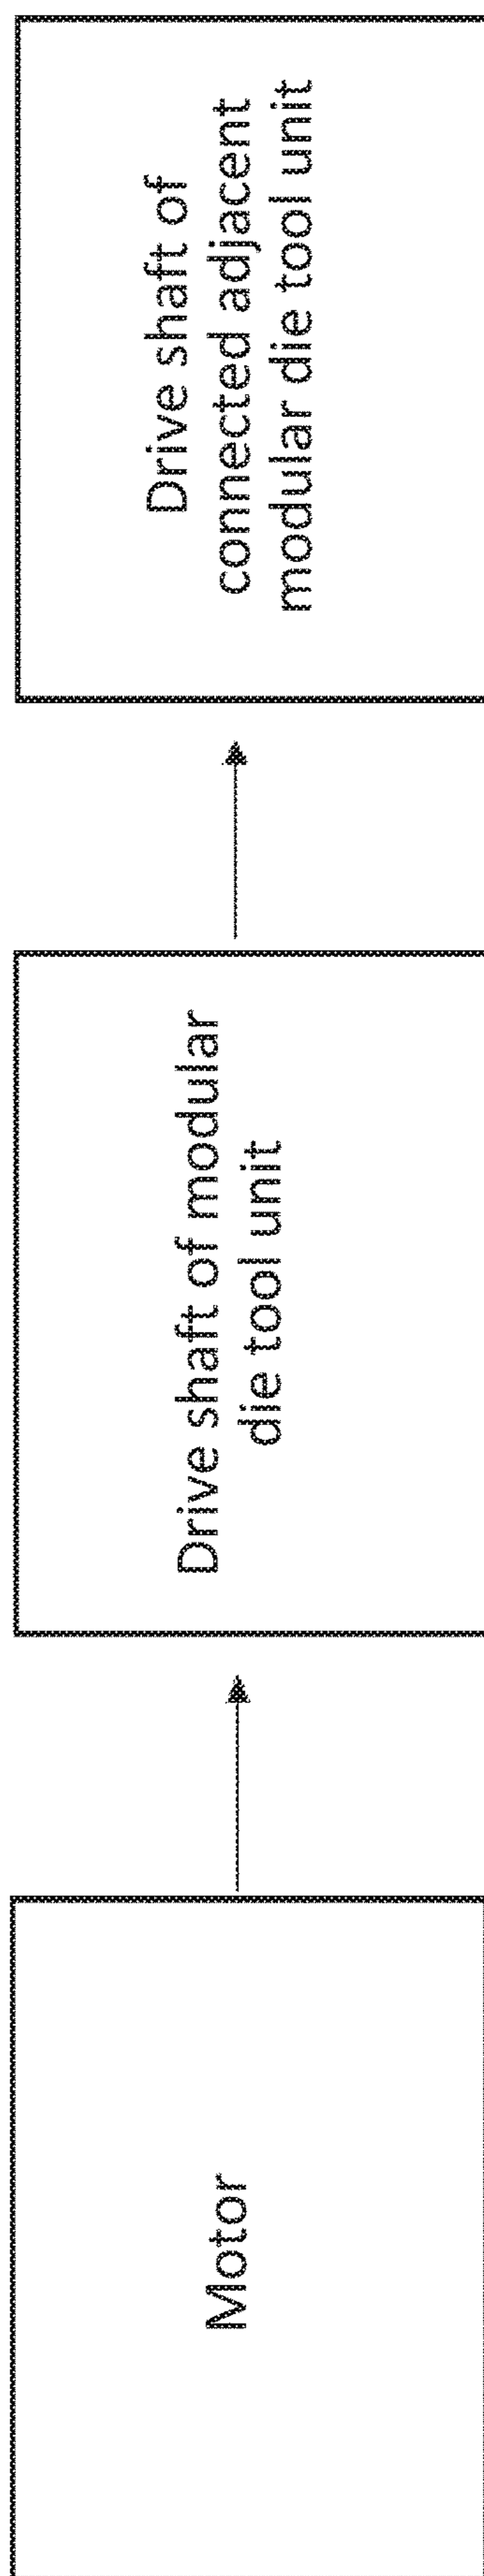 Motor
Drive shaft of modular
die tool unit
Drive shaft of
connected adjacent
modular die tool unit